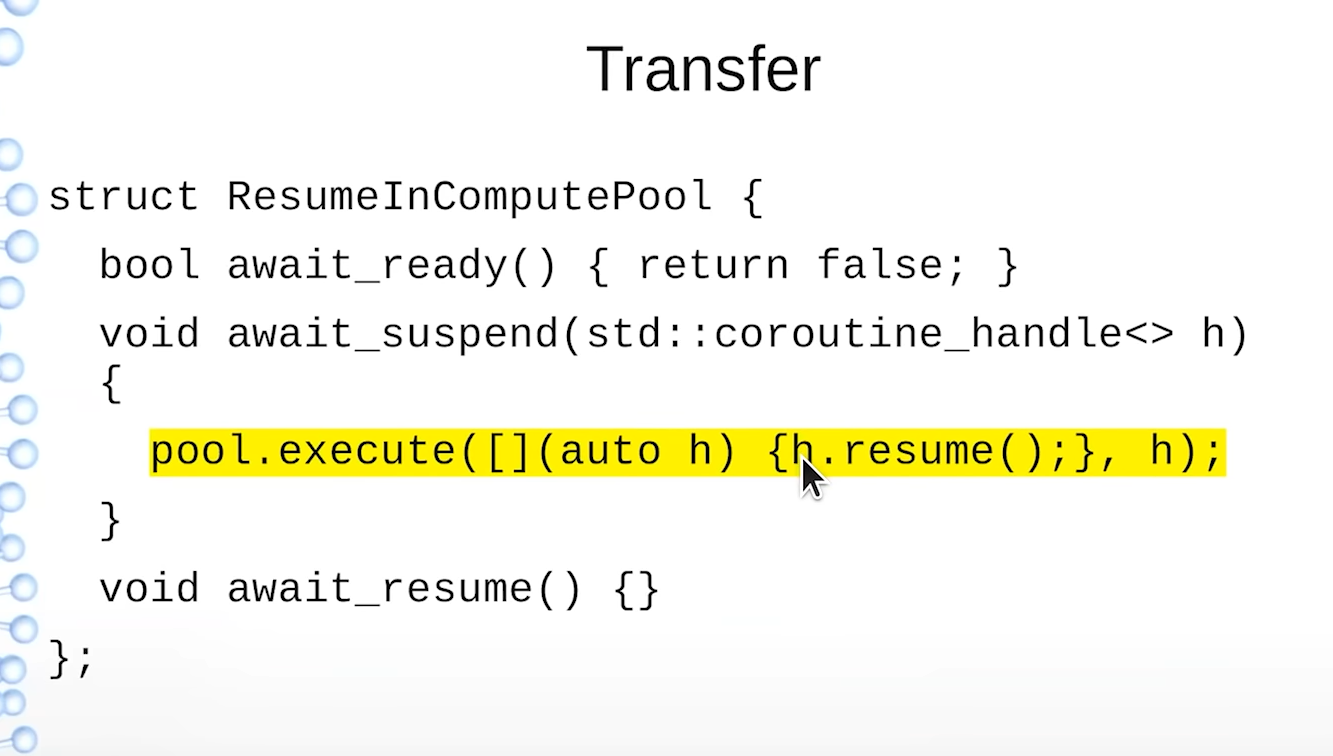 Transfer
struct ResumeInComputePool {
bool await_ready() { return false; }
void await_suspend(std::coroutine_handle<> h)
{
pool.execute([](auto h) {h.resume();}, h);
}
void await_resume() {}
};